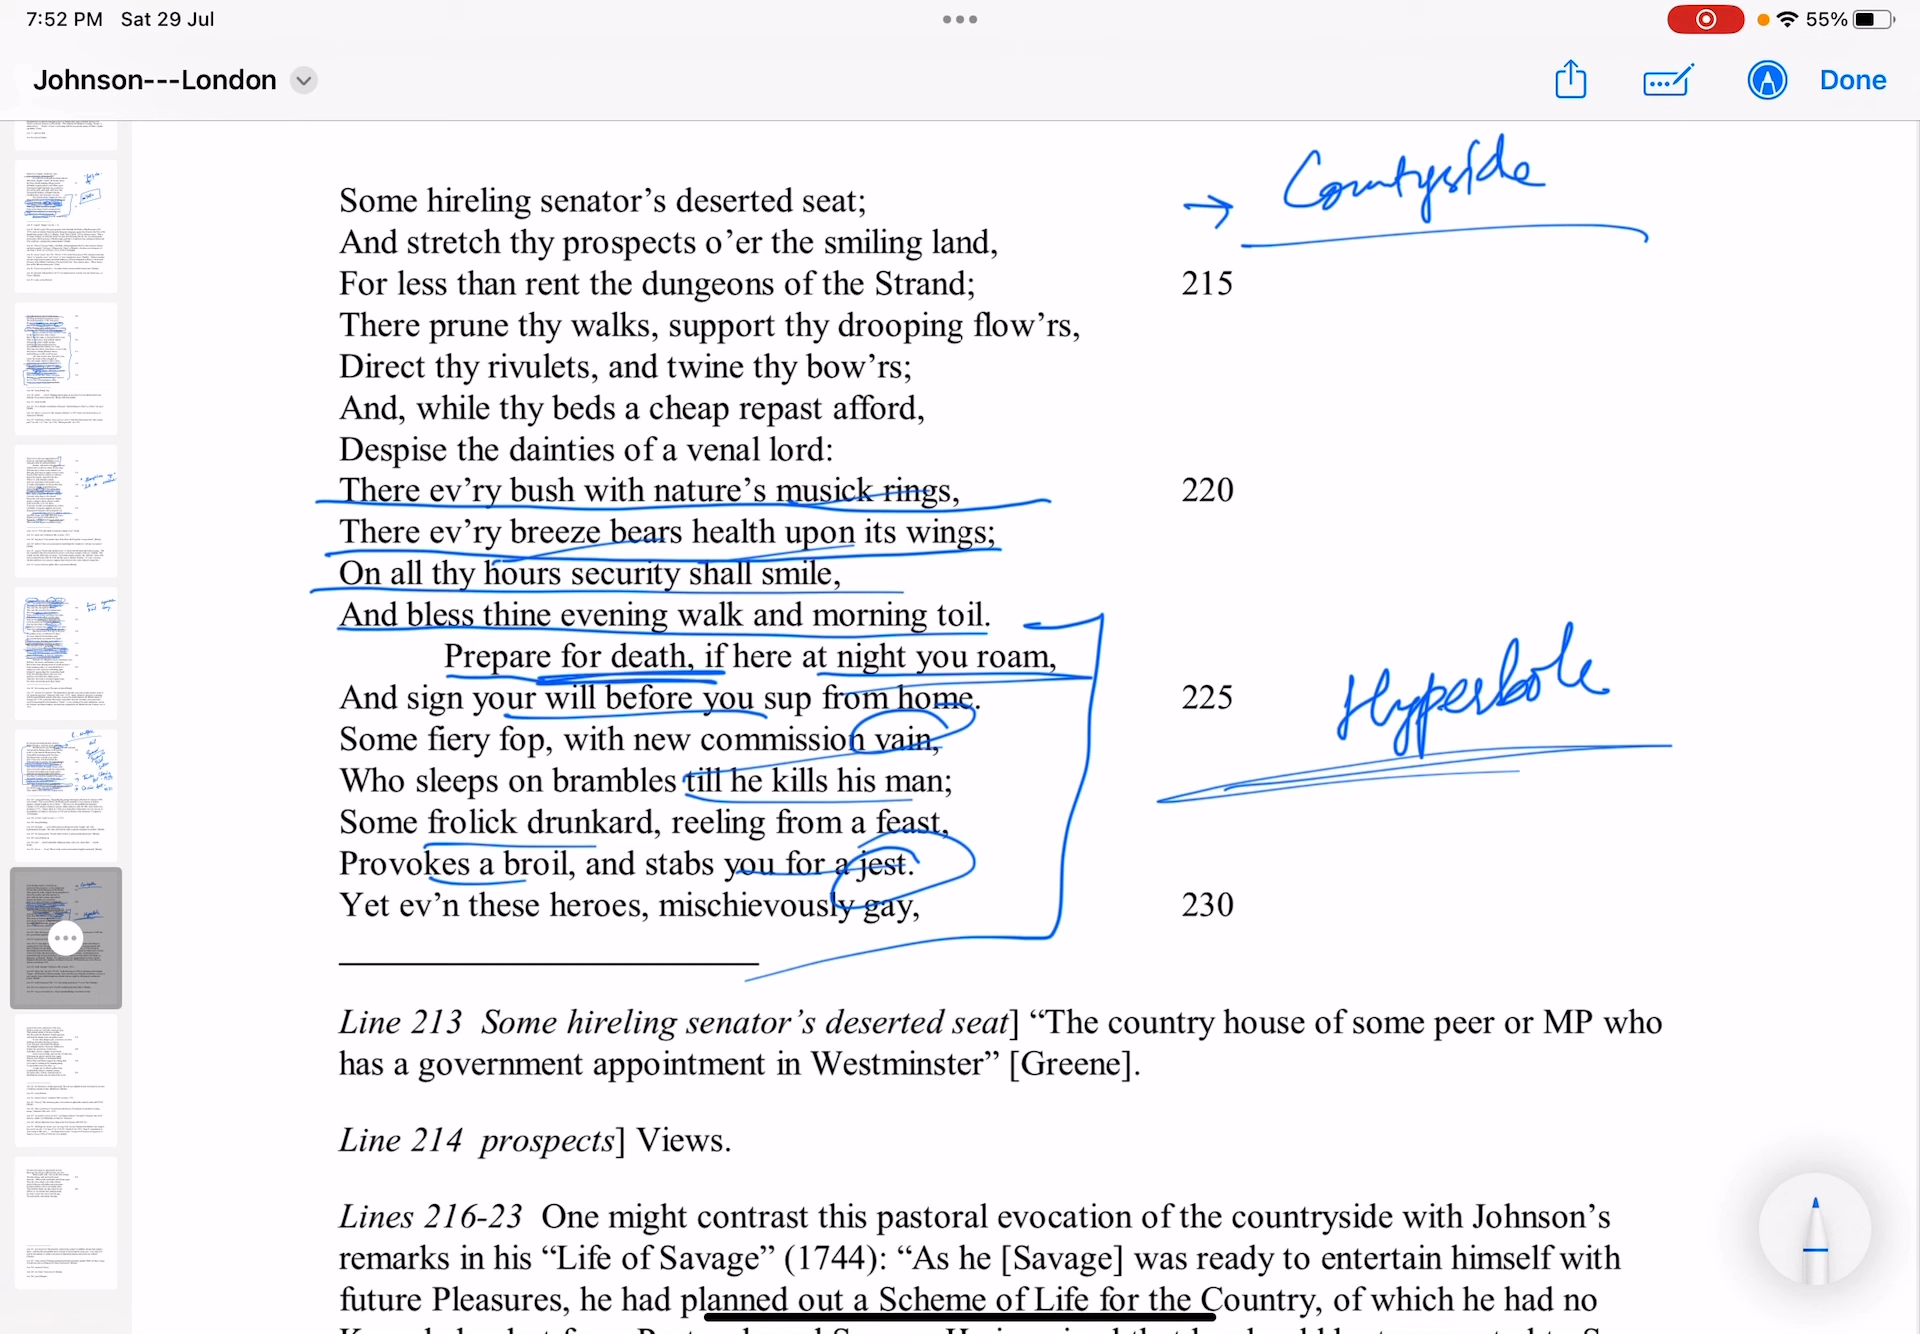 7:52 PM Sat 29 Jul
55%
Johnson---London
Done
Countryside
Some hireling senator’s deserted seat;
And stretch thy prospects o’er the smiling land,
For less than rent the dungeons of the Strand; 215
There prune thy walks, support thy drooping flow’rs,
Direct thy rivulets, and twine thy bow’rs;
And, while thy beds a cheap repast afford,
Despise the dainties of a venal lord:
There ev’ry bush with nature’s musick rings, 220
There ev’ry breeze bears health upon its wings;
On all thy hours security shall smile,
And bless thine evening walk and morning toil.
Prepare for death, if here at night you roam,
And sign your will before you sup from home. 225
Hyperbole
Some fiery fop, with new commission vain,
Who sleeps on brambles till he kills his man;
Some frolick drunkard, reeling from a feast,
Provokes a broil, and stabs you for a jest.
Yet ev’n these heroes, mischievously gay, 230
Line 213 Some hireling senator’s deserted seat] “The country house of some peer or MP who
has a government appointment in Westminster” [Greene].
Line 214 prospects] Views.
Lines 216-23 One might contrast this pastoral evocation of the countryside with Johnson’s
remarks in his “Life of Savage” (1744): “As he [Savage] was ready to entertain himself with
future Pleasures, he had planned out a Scheme of Life for the Country, of which he had no